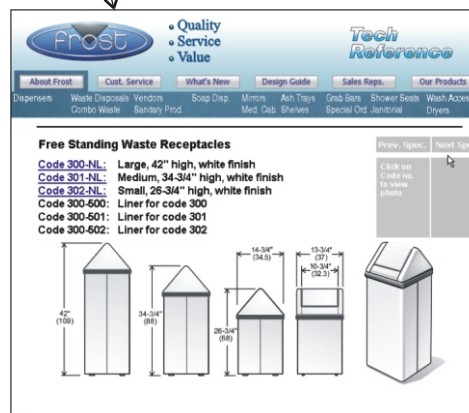 Frost
• Quality
• Service
• Value
Tech
Reference
About Frost Cust. Service What's New Design Guide Sales Reps. Our Products
Dispensers Waste Disposals Vendors Soap Disp. Mirrors Ash Trays Grab Bars Shower Seats Wash Acces
Combo Waste Sanitary Prod. Med. Cab Shelves Special Ord. Janitorial Dryers
Free Standing Waste Receptacles
Prev. Spec. Next Spe
Code 300-NL: Large, 42" high, white finish
Code 301-NL: Medium, 34-3/4" high, white finish
Code 302-NL: Small, 26-3/4" high, white finish
Code 300-500: Liner for code 300
Code 300-501: Liner for code 301
Code 300-502: Liner for code 302
Click on
Code no.
to view
photo
14-3/4"
(34.5)
13-3/4"
(37)
10-3/4"
(32.3)
42"
(109)
34-3/4"
(88)
26-3/4"
(68)